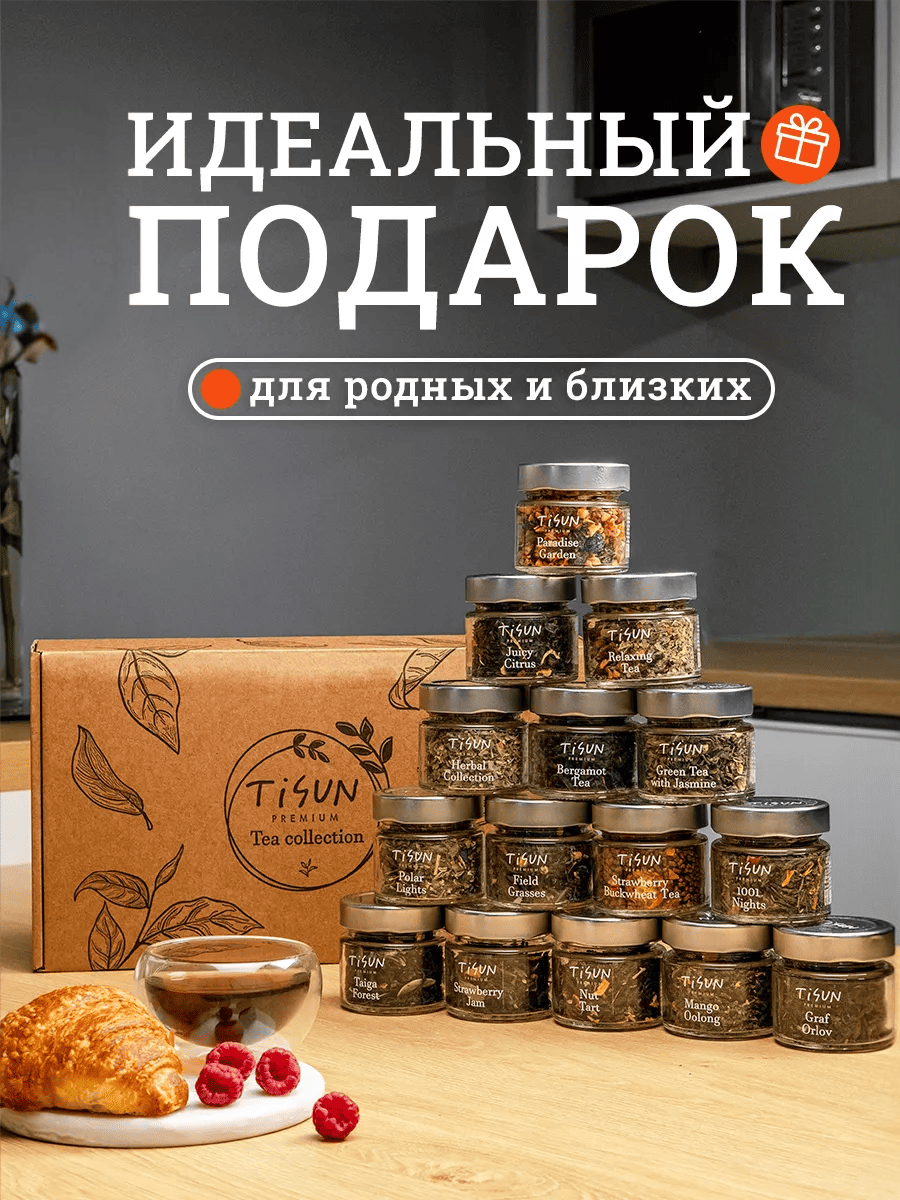 ИДЕАЛЬНЫЙ
ПОДАРОК
для родных и близких
TiSUN
PREMIUM
Paradise
Garden
TiSUN
PREMIUM
Juicy
Citrus
TiSUN
PREMIUM
Relaxing
Tea
TiSUN
PREMIUM
Herbal
Collection
TiSUN
PREMIUM
Bergamot
Tea
TiSUN
PREMIUM
Green Tea
with Jasmine
TiSUN
PREMIUM
Tea collection
TiSUN
PREMIUM
Polar
Lights
TiSUN
PREMIUM
Field
Grasses
TiSUN
PREMIUM
Strawberry
Buckwheat Tea
TiSUN
PREMIUM
1001
Nights
TiSUN
PREMIUM
Taiga
Forest
TiSUN
PREMIUM
Strawberry
Jam
TiSUN
PREMIUM
Nut
Tart
TiSUN
PREMIUM
Mango
Oolong
TiSUN
PREMIUM
Graf
Orlov